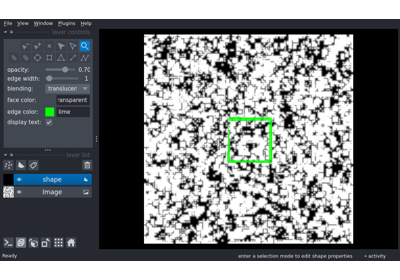 File View Window Plugins Help
layer controls
opacity: 0.70
edge width: 1
blending: translucen
face color: transparent
edge color: lime
display text:
layer list
shape
Image
Ready
enter a selection mode to edit shape properties
activity